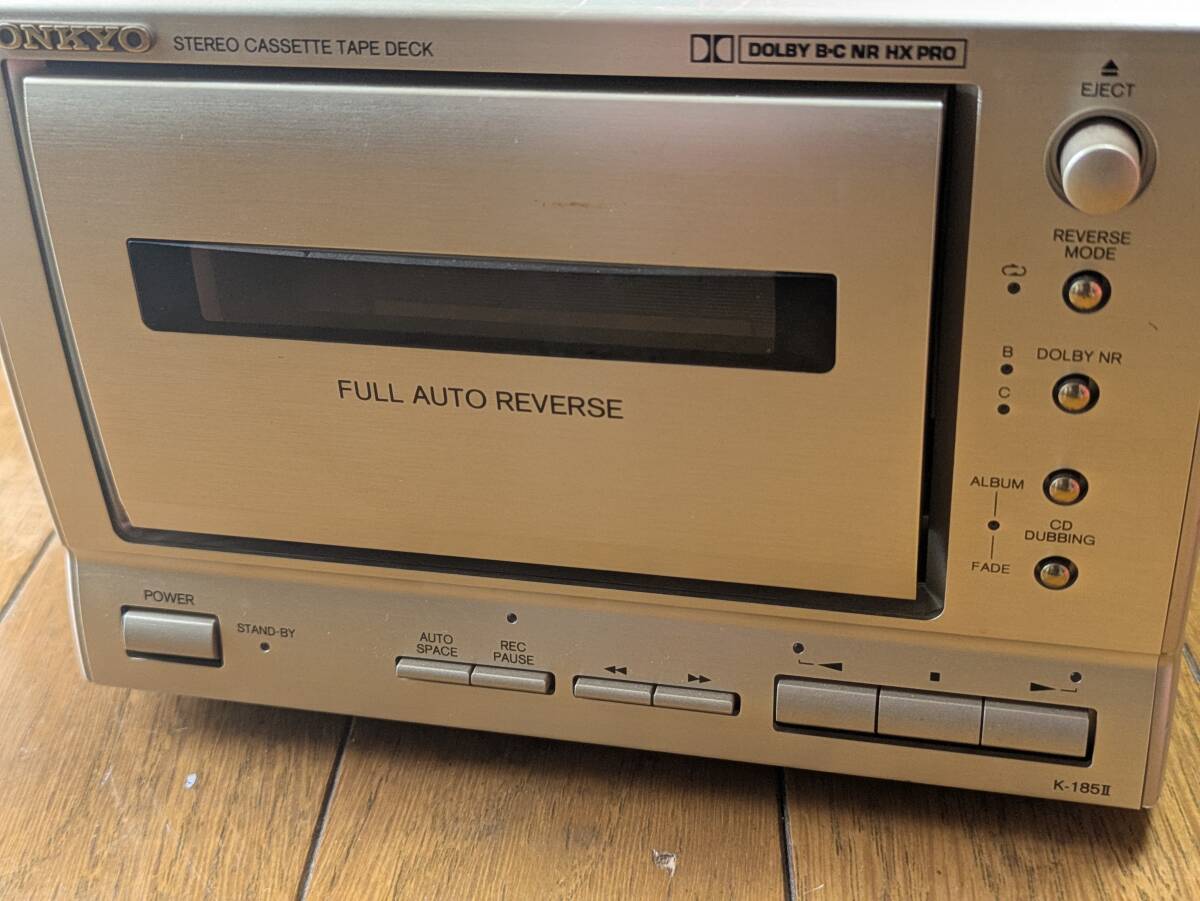 ONKYO
STEREO CASSETTE TAPE DECK
DOLBY B·C NR HX PRO
EJECT
REVERSE
MODE
B
DOLBY NR
C
FULL AUTO REVERSE
ALBUM
CD
DUBBING
FADE
POWER
STAND-BY
AUTO
SPACE
REC
PAUSE
K-185II